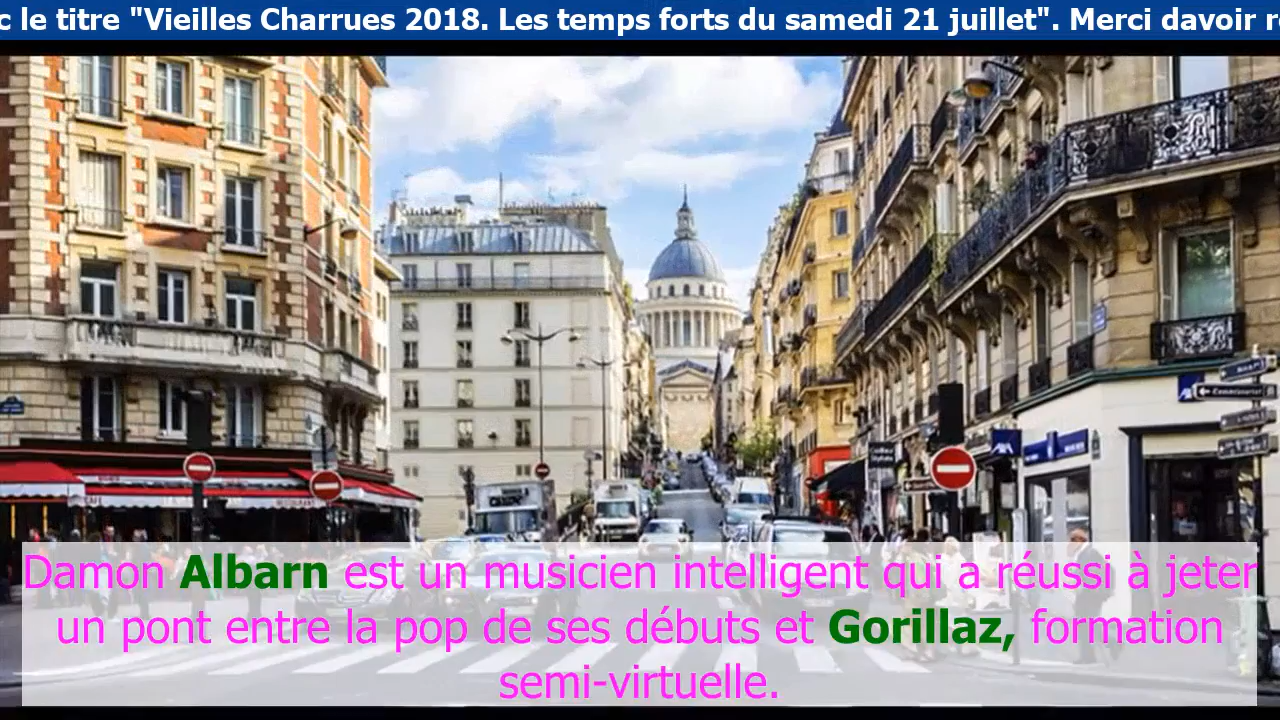 c le titre "Vieilles Charrues 2018. Les temps forts du samedi 21 juillet". Merci davoir r
AXA
Damon Albarn est un musicien intelligent qui a réussi à jeter
un pont entre la pop de ses débuts et Gorillaz, formation
semi-virtuelle.